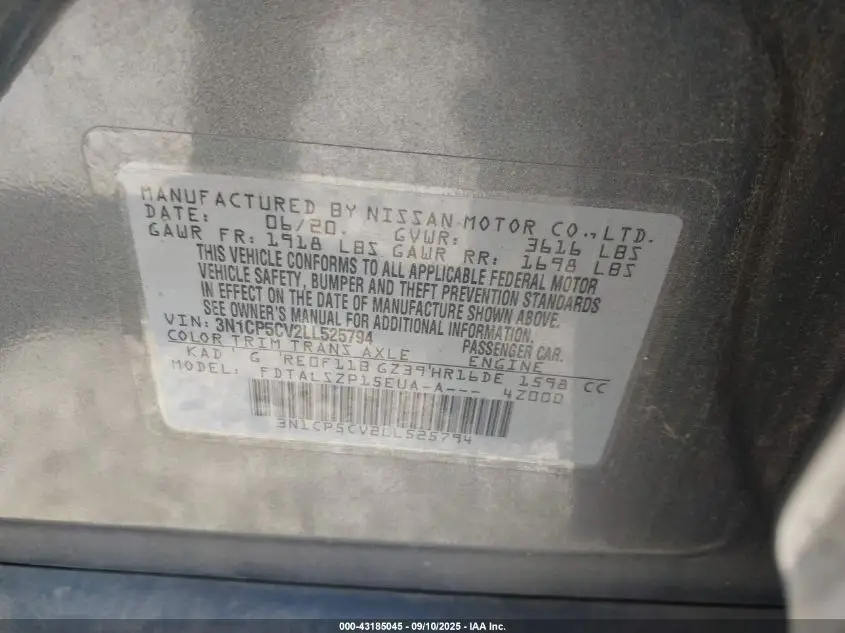 MANUFACTURED BY NISSAN MOTOR CO., LTD.
DATE: 06/20. GVWR: 3616 LBS
GAWR FR: 1918 LBS GAWR RR: 1698 LBS
THIS VEHICLE CONFORMS TO ALL APPLICABLE FEDERAL MOTOR
VEHICLE SAFETY, BUMPER AND THEFT PREVENTION STANDARDS
IN EFFECT ON THE DATE OF MANUFACTURE SHOWN ABOVE.
SEE OWNER'S MANUAL FOR ADDITIONAL INFORMATION.
VIN: 3N1CP5CV2LL525794 PASSENGER CAR.
COLOR TRIM TRANS AXLE ENGINE
KAD G RE0F11B GZ39 HR16DE 1598 CC
MODEL: FDTALSZP15EUA-A--- 42000
3N1CP5CV2LL525794
000-43185045 - 09/10/2025 - IAA Inc.